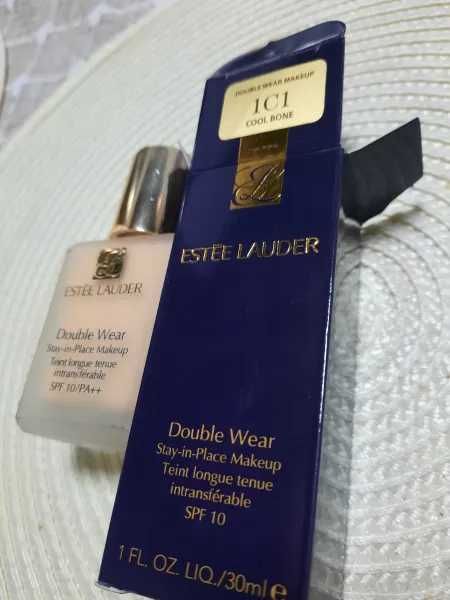 DOUBLE WEAR MAKEUP
1C1
COOL BONE
ESTĒE LAUDER
Double Wear
Stay-in-Place Makeup
Teint longue tenue
intransférable
SPF 10
1 FL. OZ. LIQ./30ml e
ESTĒE LAUDER
Double Wear
Stay-in-Place Makeup
Teint longue tenue
intransférable
SPF 10/PA++